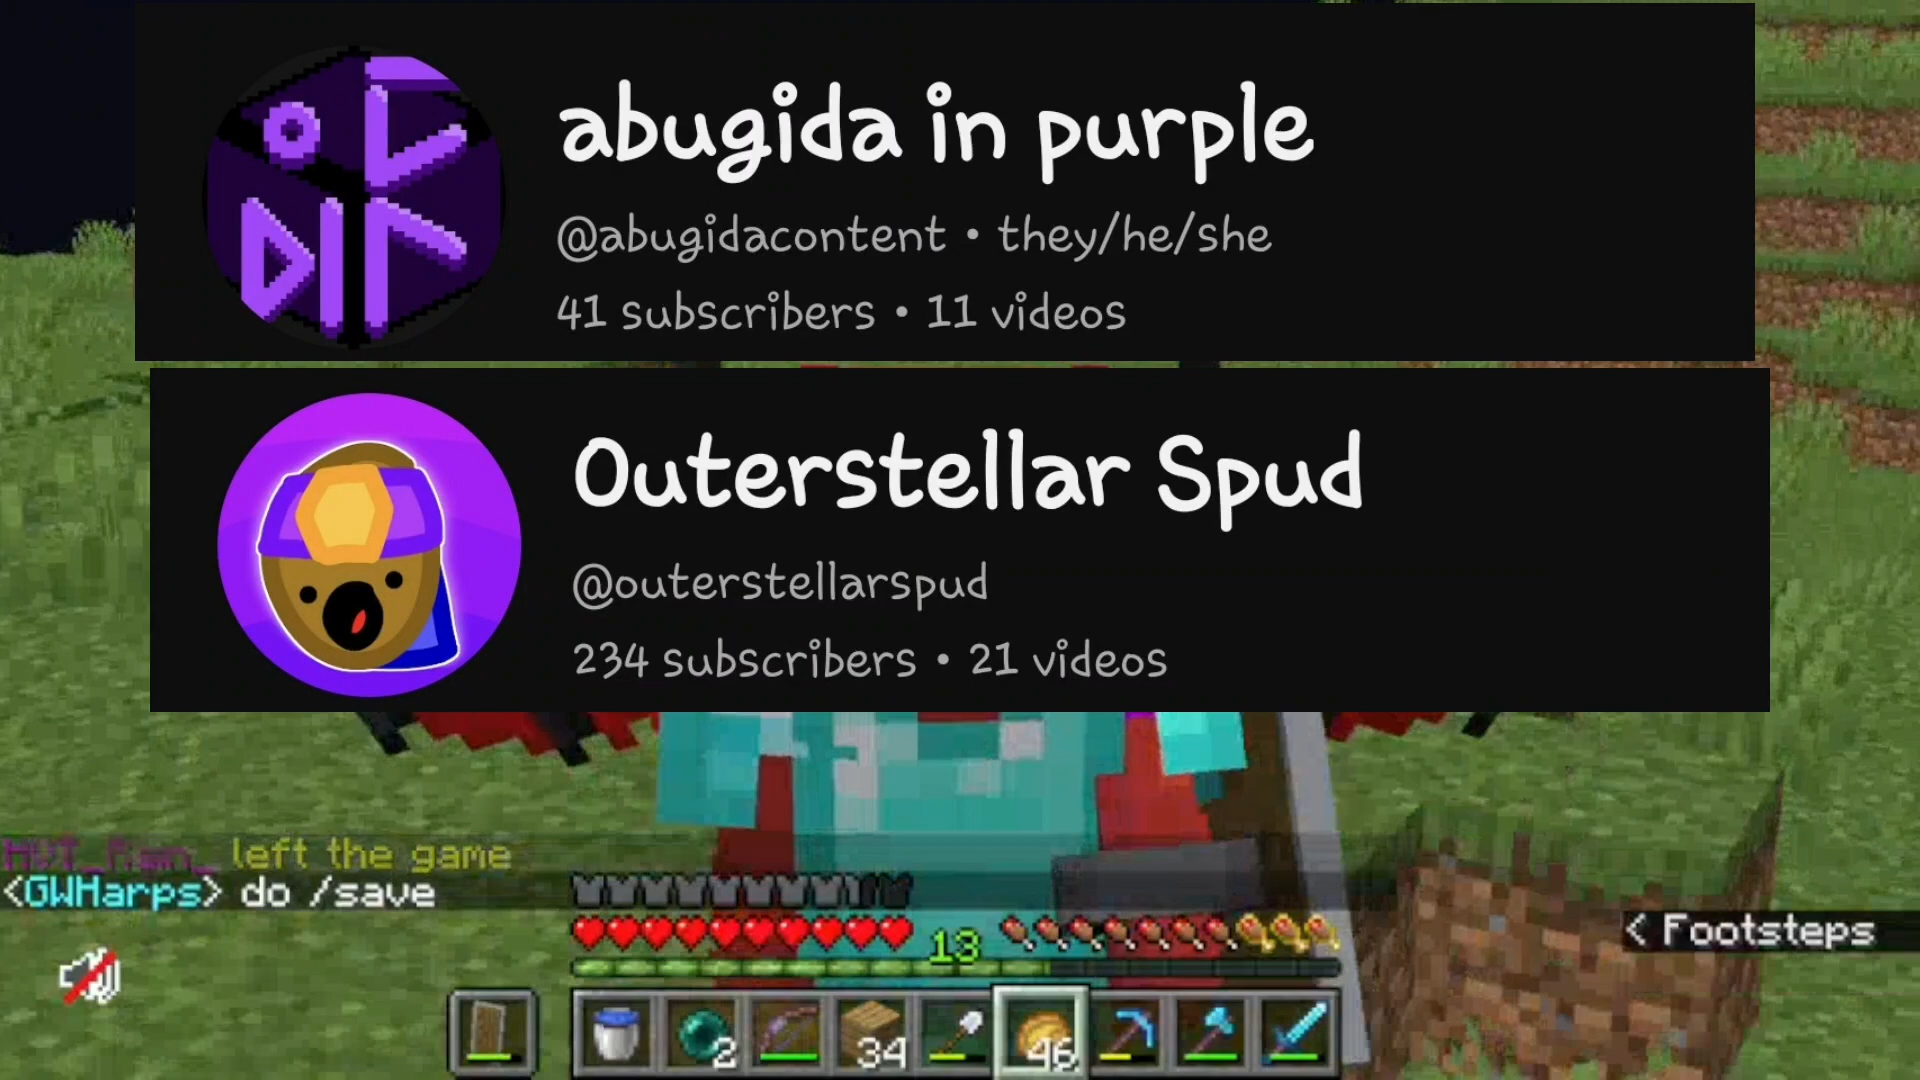 abugida in purple
@abugidacontent • they/he/she
41 subscribers • 11 videos
Outerstellar Spud
@outerstellarspud
234 subscribers • 21 videos
left the game
<GWHarps> do /save
< Footsteps
13
2
34
46